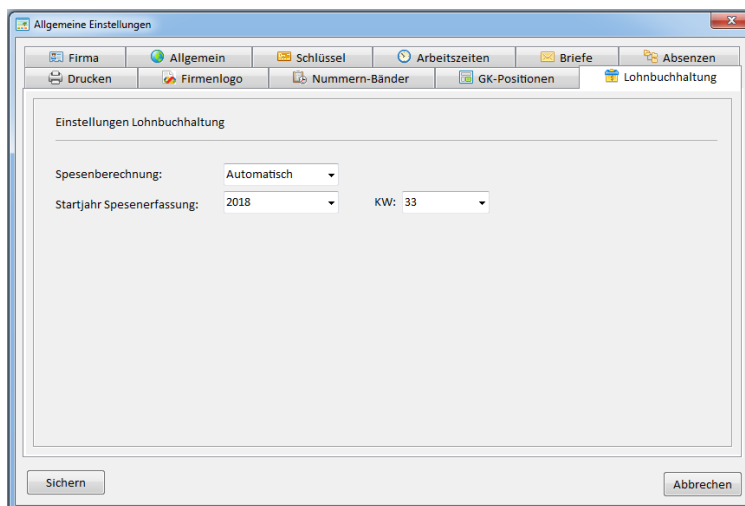 Allgemeine Einstellungen
Firma
Allgemein
Schlüssel
Arbeitszeiten
Briefe
Absenzen
Drucken
Firmenlogo
Nummern-Bänder
GK-Positionen
Lohnbuchhaltung
Einstellungen Lohnbuchhaltung
Spesenberechnung: Automatisch
Startjahr Spesenerfassung: 2018 KW: 33
Sichern
Abbrechen